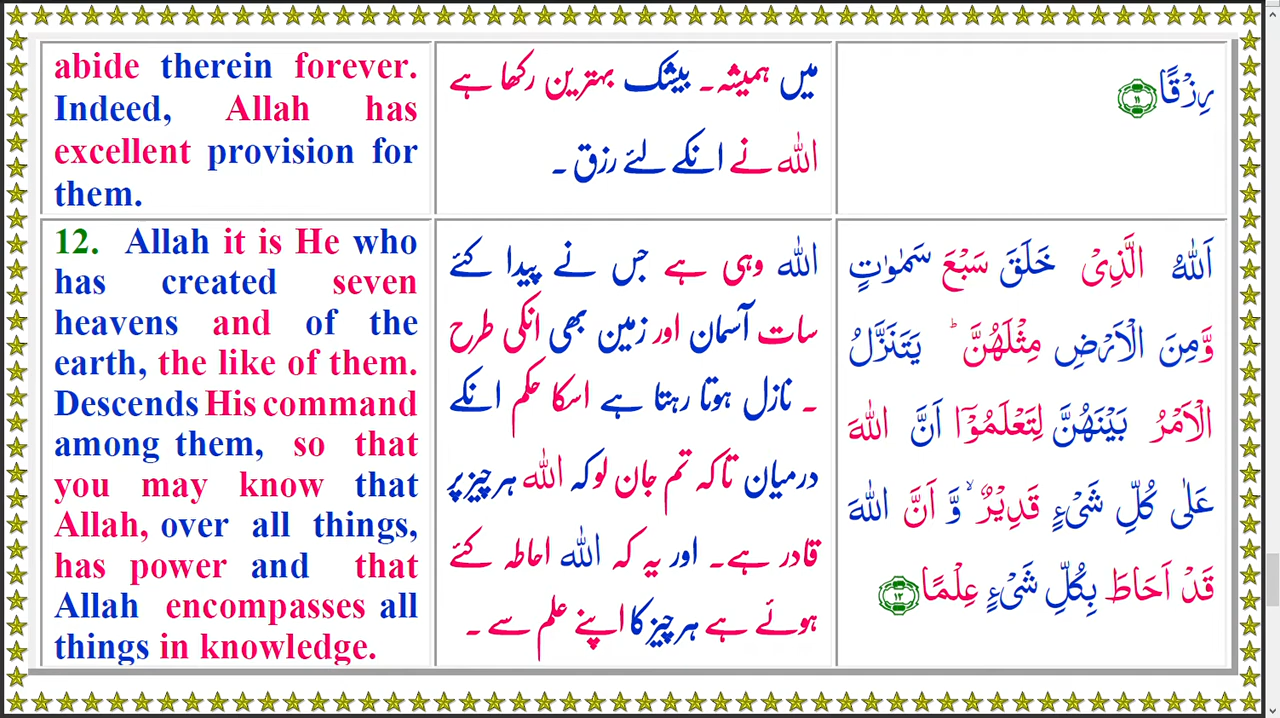 abide therein forever.
Indeed, Allah has
excellent provision for
them.
میں ہمیشہ۔ بیشک بہترین رکھا ہے
اللہ نے انکے لئے رزق ۔
رِزْقًا ۱۱
12. Allah it is He who
has created seven
heavens and of the
earth, the like of them.
Descends His command
among them, so that
you may know that
Allah, over all things,
has power and that
Allah encompasses all
things in knowledge.
اللہ وہی ہے جس نے پیدا کئے
سات آسمان اور زمین بھی انکی طرح
۔ نازل ہوتا رہتا ہے اسکا حکم انکے
درمیان تاکہ تم جان لو کہ اللہ ہر چیز پر
قادر ہے۔ اور یہ کہ اللہ احاطہ کئے
ہوئے ہے ہر چیز کا اپنے علم سے ۔
اَللّٰهُ الَّذِىْ خَلَقَ سَبْعَ سَمٰوٰتٍ
وَّمِنَ الْاَرْضِ مِثْلَهُنَّ ؕ يَتَنَزَّلُ
الْاَمْرُ بَيْنَهُنَّ لِتَعْلَمُوْۤا اَنَّ اللّٰهَ
عَلٰى كُلِّ شَىْءٍ قَدِيْرٌ ۙ وَّ اَنَّ اللّٰهَ
قَدْ اَحَاطَ بِكُلِّ شَىْءٍ عِلْمًا ۱۲